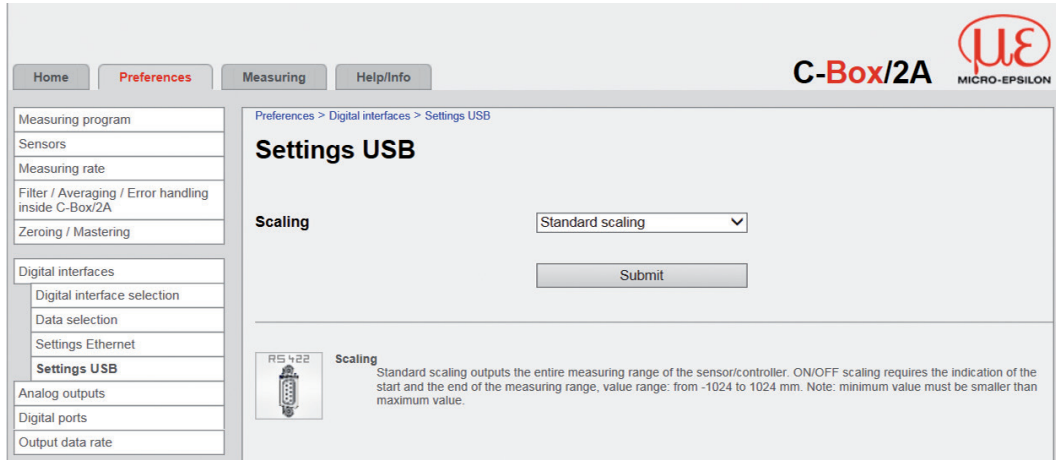 C-Box/2A
με
MICRO-EPSILON
Home
Preferences
Measuring
Help/Info
Measuring program
Sensors
Measuring rate
Filter / Averaging / Error handling
inside C-Box/2A
Zeroing / Mastering
Digital interfaces
Digital interface selection
Data selection
Settings Ethernet
Settings USB
Analog outputs
Digital ports
Output data rate
Preferences > Digital interfaces > Settings USB
Settings USB
Scaling
Standard scaling
Submit
RS422
Scaling
Standard scaling outputs the entire measuring range of the sensor/controller. ON/OFF scaling requires the indication of the
start and the end of the measuring range, value range: from -1024 to 1024 mm. Note: minimum value must be smaller than
maximum value.